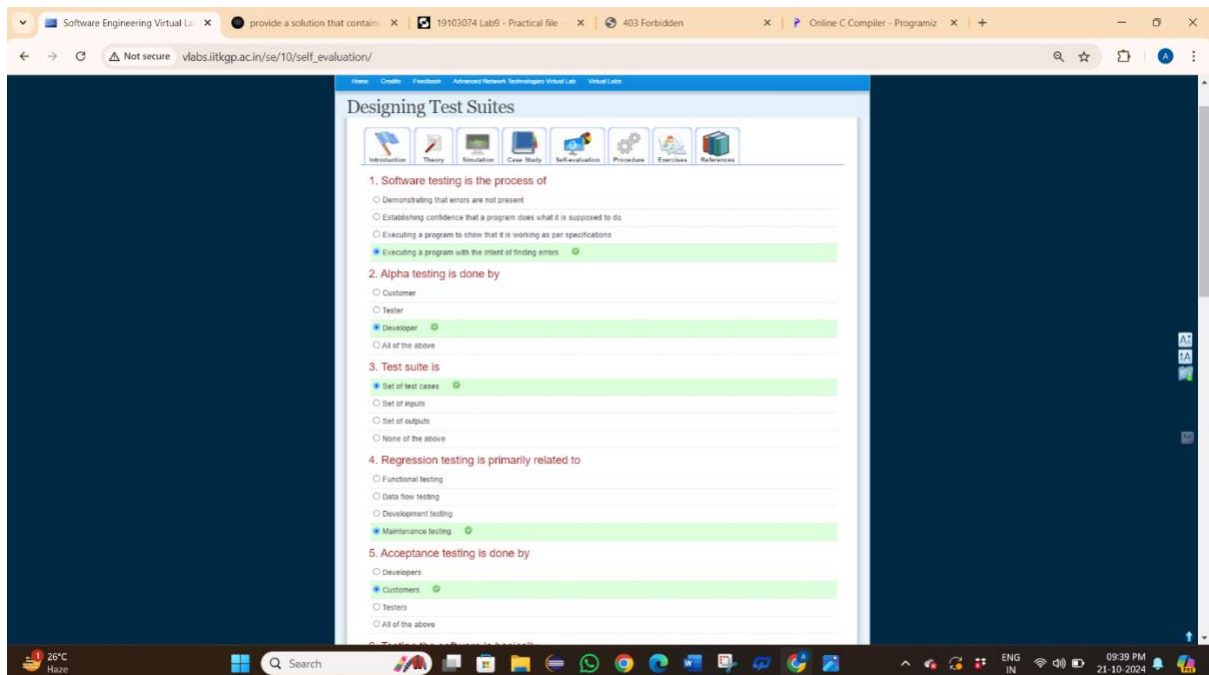 Software Engineering Virtual La
provide a solution that contain
19103074 Lab9 - Practical file -
403 Forbidden
Online C Compiler - Programiz
Not secure vlabs.iitkgp.ac.in/se/10/self_evaluation/
Home Credits Feedback Advanced Network Technologies Virtual Lab Virtual Labs
Designing Test Suites
Introduction Theory Simulation Case Study Self-evaluation Procedure Exercises References
1. Software testing is the process of
Demonstrating that errors are not present
Establishing confidence that a program does what it is supposed to do
Executing a program to show that it is working as per specifications
Executing a program with the intent of finding errors
2. Alpha testing is done by
Customer
Tester
Developer
All of the above
3. Test suite is
Set of test cases
Set of inputs
Set of outputs
None of the above
4. Regression testing is primarily related to
Functional testing
Data flow testing
Development testing
Maintenance testing
5. Acceptance testing is done by
Developers
Customers
Testers
All of the above
26°C
Haze
Search
ENG
IN
09:39 PM
21-10-2024